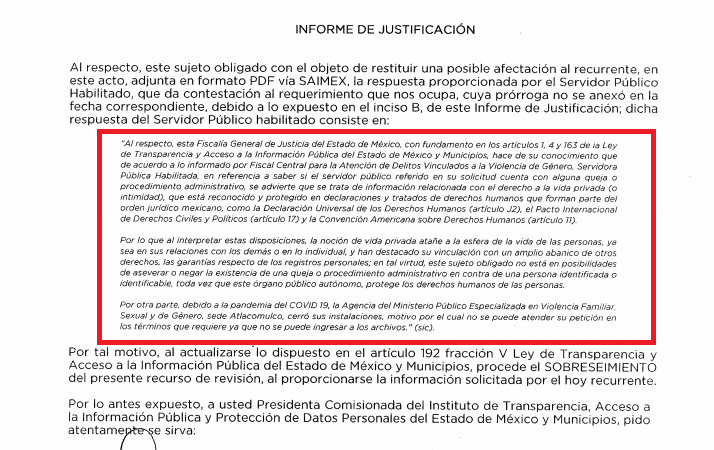 INFORME DE JUSTIFICACIÓN
Al respecto, este sujeto obligado con el objeto de restituir una posible afectación al recurrente, en
este acto, adjunta en formato PDF vía SAIMEX, la respuesta proporcionada por el Servidor Público
Habilitado, que da contestación al requerimiento que nos ocupa, cuya prórroga no se anexó en la
fecha correspondiente, debido a lo expuesto en el inciso B, de este Informe de Justificación; dicha
respuesta del Servidor Público habilitado consiste en:
"Al respecto, esta Fiscalía General de Justicia del Estado de México, con fundamento en los artículos 1, 4 y 163 de la Ley
de Transparencia y Acceso a la Información Pública del Estado de México y Municipios, hace de su conocimiento que
de acuerdo a lo informado por Fiscal Central para la Atención de Delitos Vinculados a la Violencia de Género, Servidora
Pública Habilitada, en referencia a saber si el servidor público referido en su solicitud cuenta con alguna queja o
procedimiento administrativo, se advierte que se trata de información relacionada con el derecho a la vida privada (o
intimidad), que está reconocido y protegido en declaraciones y tratados de derechos humanos que forman parte del
orden jurídico mexicano, como la Declaración Universal de los Derechos Humanos (artículo J2), el Pacto Internacional
de Derechos Civiles y Políticos (artículo 17) y la Convención Americana sobre Derechos Humanos (artículo 11).
Por lo que al interpretar estas disposiciones, la noción de vida privada atañe a la esfera de la vida de las personas, ya
sea en sus relaciones con los demás o en lo individual, y han destacado su vinculación con un amplio abanico de otros
derechos, las garantías respecto de los registros personales; en tal virtud, este sujeto obligado no está en posibilidades
de aseverar o negar la existencia de una queja o procedimiento administrativo en contra de una persona identificada o
identificable, toda vez que este órgano público autónomo, protege los derechos humanos de las personas.
Por otra parte, debido a la pandemia del COVID 19, la Agencia del Ministerio Público Especializada en Violencia Familiar,
Sexual y de Género, sede Atlacomulco, cerró sus instalaciones, motivo por el cual no se puede atender su petición en
los términos que requiere ya que no se puede ingresar a los archivos." (sic).
Por tal motivo, al actualizarse lo dispuesto en el artículo 192 fracción V Ley de Transparencia y
Acceso a la Información Pública del Estado de México y Municipios, procede el SOBRESEIMIENTO
del presente recurso de revisión, al proporcionarse la información solicitada por el hoy recurrente.
Por lo antes expuesto, a usted Presidenta Comisionada del Instituto de Transparencia, Acceso a
la Información Pública y Protección de Datos Personales del Estado de México y Municipios, pido
atentamente se sirva: